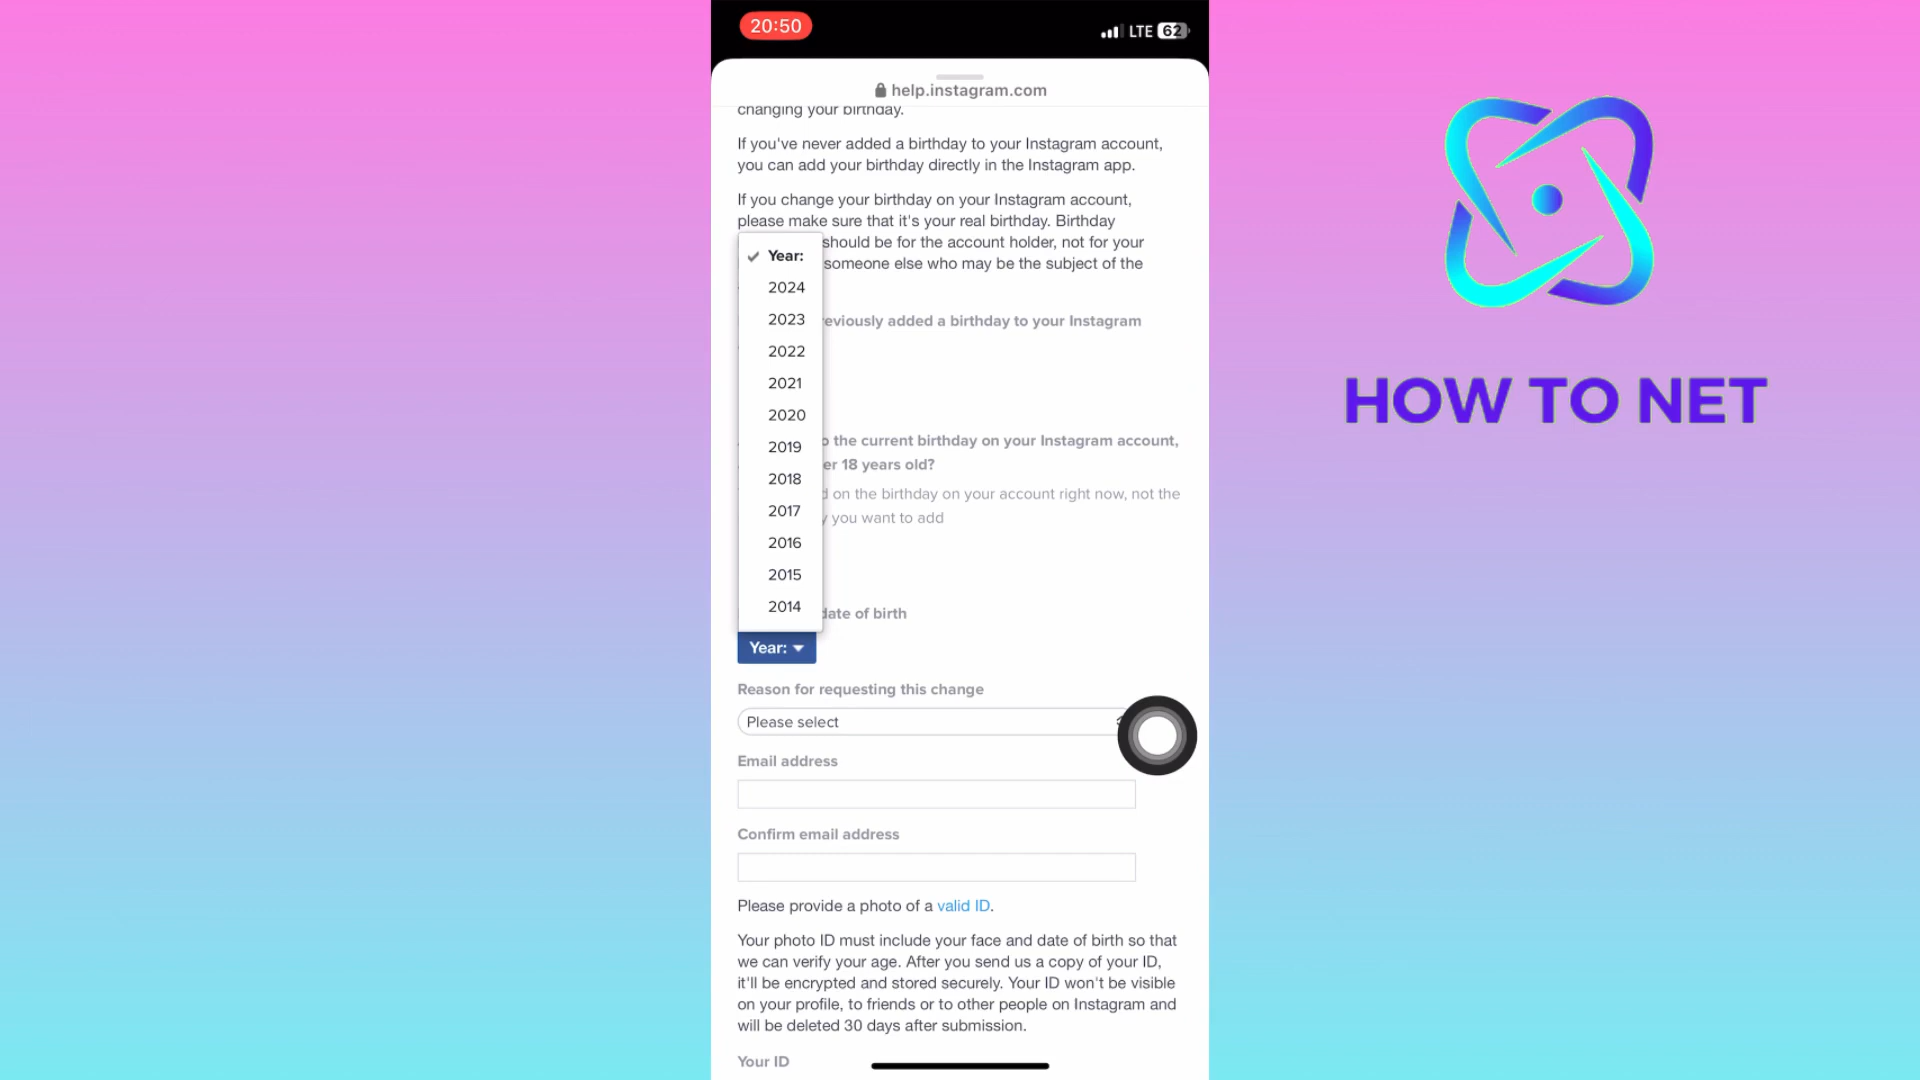 20:50
LTE 62
help.instagram.com
changing your birthday.
If you've never added a birthday to your Instagram account,
you can add your birthday directly in the Instagram app.
If you change your birthday on your Instagram account,
please make sure that it's your real birthday. Birthday
should be for the account holder, not for your
someone else who may be the subject of the
Year:
2024
2023
2022
2021
2020
2019
2018
2017
2016
2015
2014
eviously added a birthday to your Instagram
the current birthday on your Instagram account,
er 18 years old?
on the birthday on your account right now, not the
you want to add
date of birth
Year:
Reason for requesting this change
Please select
Email address
Confirm email address
Please provide a photo of a valid ID.
Your photo ID must include your face and date of birth so that
we can verify your age. After you send us a copy of your ID,
it'll be encrypted and stored securely. Your ID won't be visible
on your profile, to friends or to other people on Instagram and
will be deleted 30 days after submission.
Your ID
HOW TO NET